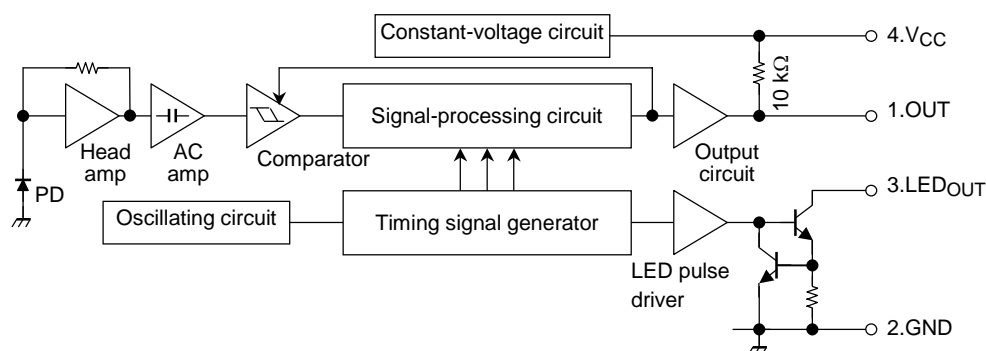 Constant-voltage circuit
4.VCC
10 kΩ
Signal-processing circuit
1.OUT
Head
amp
AC
amp
Comparator
Output
circuit
PD
3.LEDOUT
Oscillating circuit
Timing signal generator
LED pulse
driver
2.GND